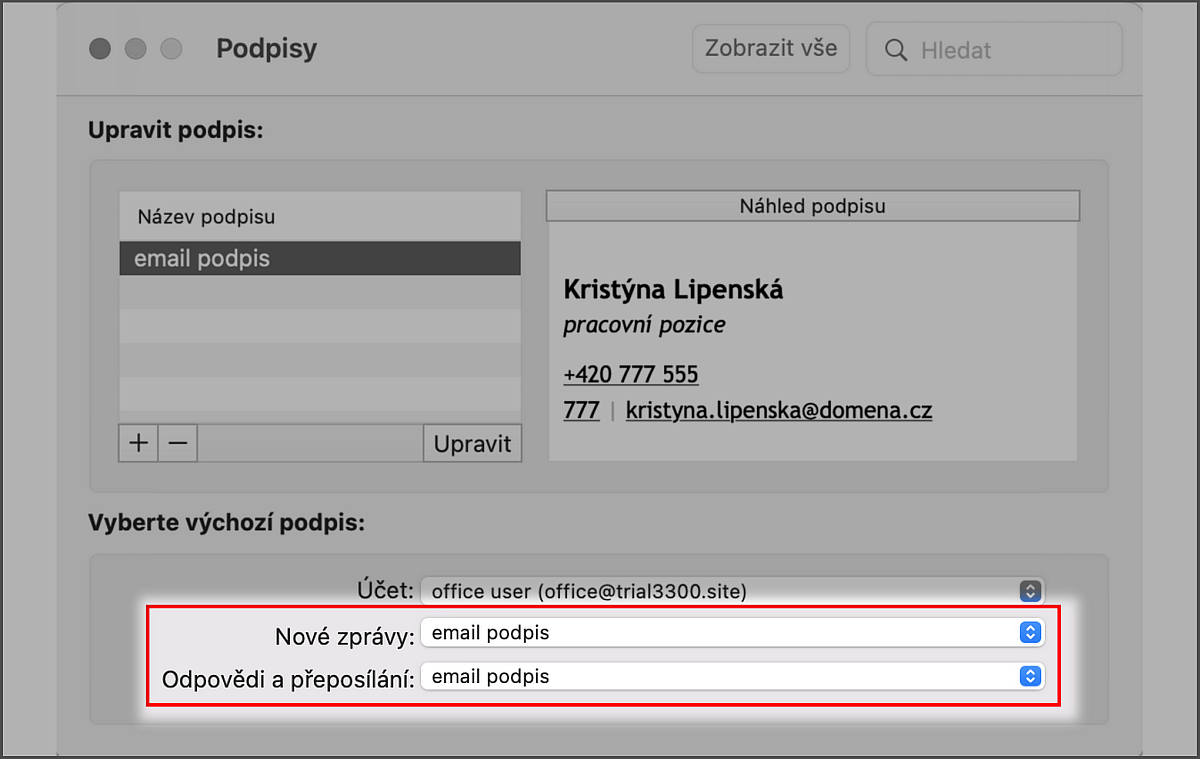 Podpisy
Zobrazit vše
Hledat
Upravit podpis:
Název podpisu
email podpis
+ − Upravit
Náhled podpisu
Kristýna Lipenská
pracovní pozice
+420 777 555
777 | kristyna.lipenska@domena.cz
Vyberte výchozí podpis:
Účet: office user (office@trial3300.site)
Nové zprávy: email podpis
Odpovědi a přeposílání: email podpis